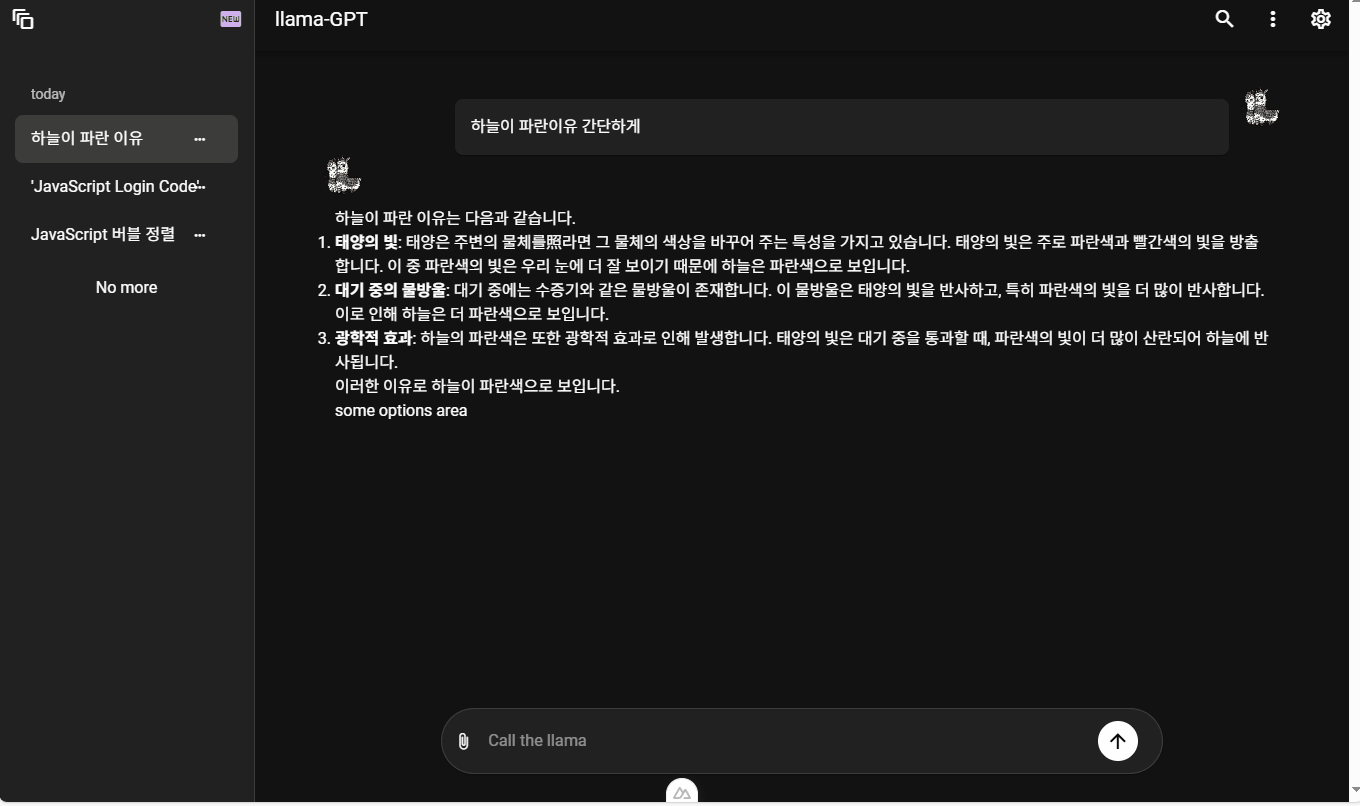 NEW
llama-GPT
today
하늘이 파란 이유
'JavaScript Login Code'
JavaScript 버블 정렬
No more
하늘이 파란이유 간단하게
하늘이 파란 이유는 다음과 같습니다.
1. 태양의 빛: 태양은 주변의 물체를照라면 그 물체의 색상을 바꾸어 주는 특성을 가지고 있습니다. 태양의 빛은 주로 파란색과 빨간색의 빛을 방출
합니다. 이 중 파란색의 빛은 우리 눈에 더 잘 보이기 때문에 하늘은 파란색으로 보입니다.
2. 대기 중의 물방울: 대기 중에는 수증기와 같은 물방울이 존재합니다. 이 물방울은 태양의 빛을 반사하고, 특히 파란색의 빛을 더 많이 반사합니다.
이로 인해 하늘은 더 파란색으로 보입니다.
3. 광학적 효과: 하늘의 파란색은 또한 광학적 효과로 인해 발생합니다. 태양의 빛은 대기 중을 통과할 때, 파란색의 빛이 더 많이 산란되어 하늘에 반
사됩니다.
이러한 이유로 하늘이 파란색으로 보입니다.
some options area
Call the llama